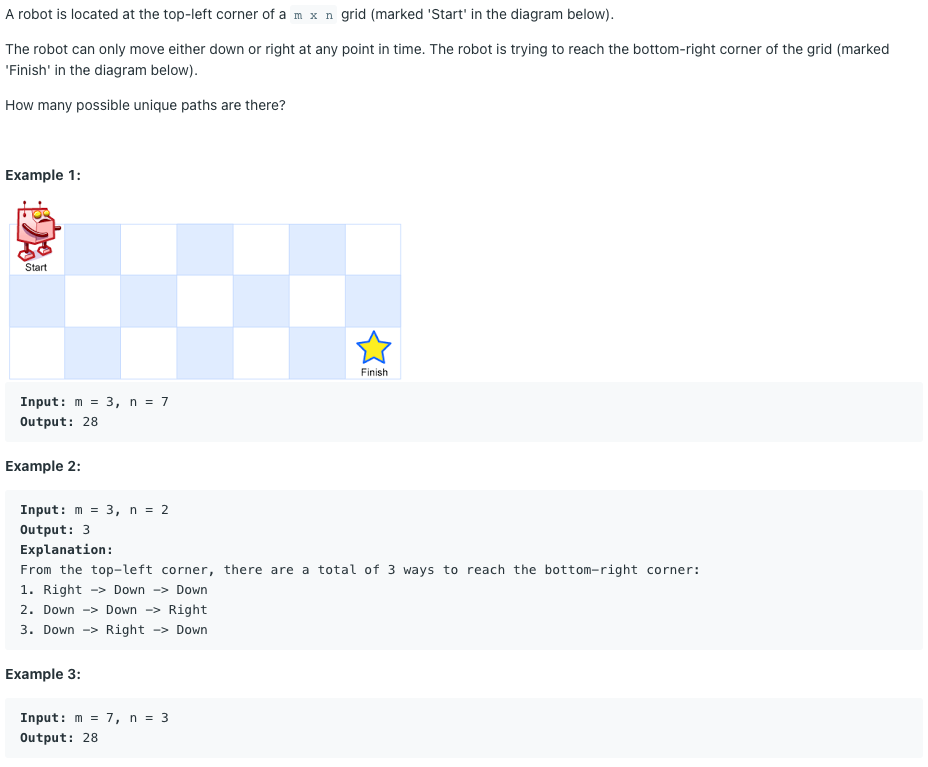 A robot is located at the top-left corner of a m x n grid (marked 'Start' in the diagram below).
The robot can only move either down or right at any point in time. The robot is trying to reach the bottom-right corner of the grid (marked
'Finish' in the diagram below).
How many possible unique paths are there?
Example 1:
Start
Finish
Input: m = 3, n = 7
Output: 28
Example 2:
Input: m = 3, n = 2
Output: 3
Explanation:
From the top-left corner, there are a total of 3 ways to reach the bottom-right corner:
1. Right -> Down -> Down
2. Down -> Down -> Right
3. Down -> Right -> Down
Example 3:
Input: m = 7, n = 3
Output: 28